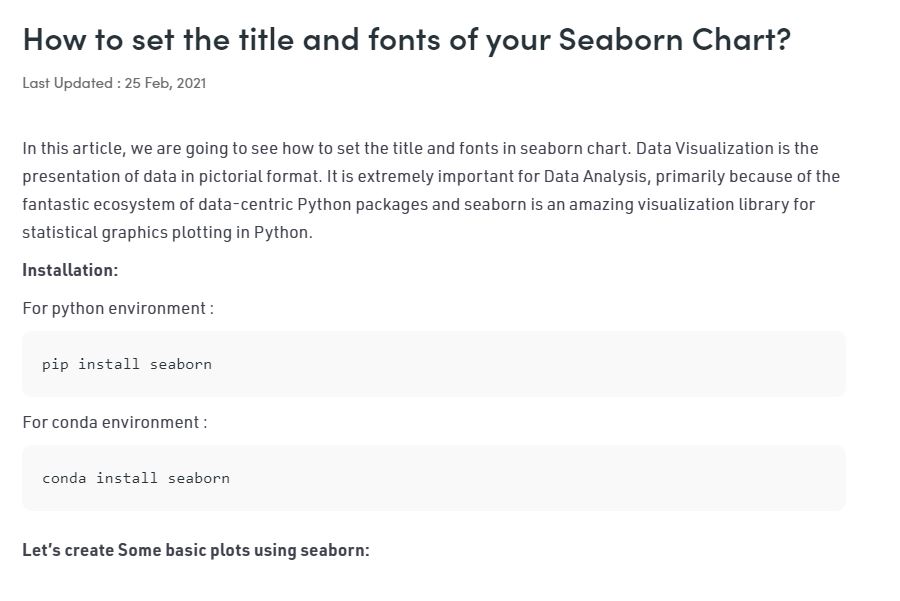 How to set the title and fonts of your Seaborn Chart?
Last Updated : 25 Feb, 2021
In this article, we are going to see how to set the title and fonts in seaborn chart. Data Visualization is the
presentation of data in pictorial format. It is extremely important for Data Analysis, primarily because of the
fantastic ecosystem of data-centric Python packages and seaborn is an amazing visualization library for
statistical graphics plotting in Python.
Installation:
For python environment :
pip install seaborn
For conda environment :
conda install seaborn
Let’s create Some basic plots using seaborn: